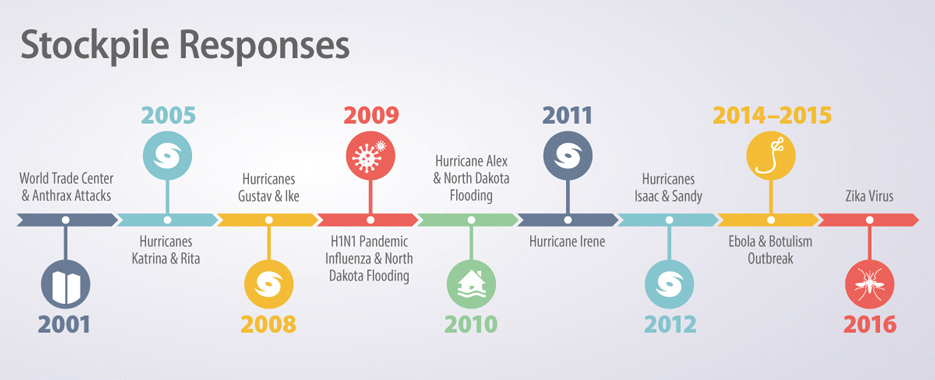 Stockpile Responses
2001
World Trade Center
& Anthrax Attacks
2005
Hurricanes
Katrina & Rita
2008
Hurricanes
Gustav & Ike
2009
H1N1 Pandemic
Influenza & North
Dakota Flooding
2010
Hurricane Alex
& North Dakota
Flooding
2011
Hurricane Irene
2012
Hurricanes
Isaac & Sandy
2014–2015
Ebola & Botulism
Outbreak
2016
Zika Virus